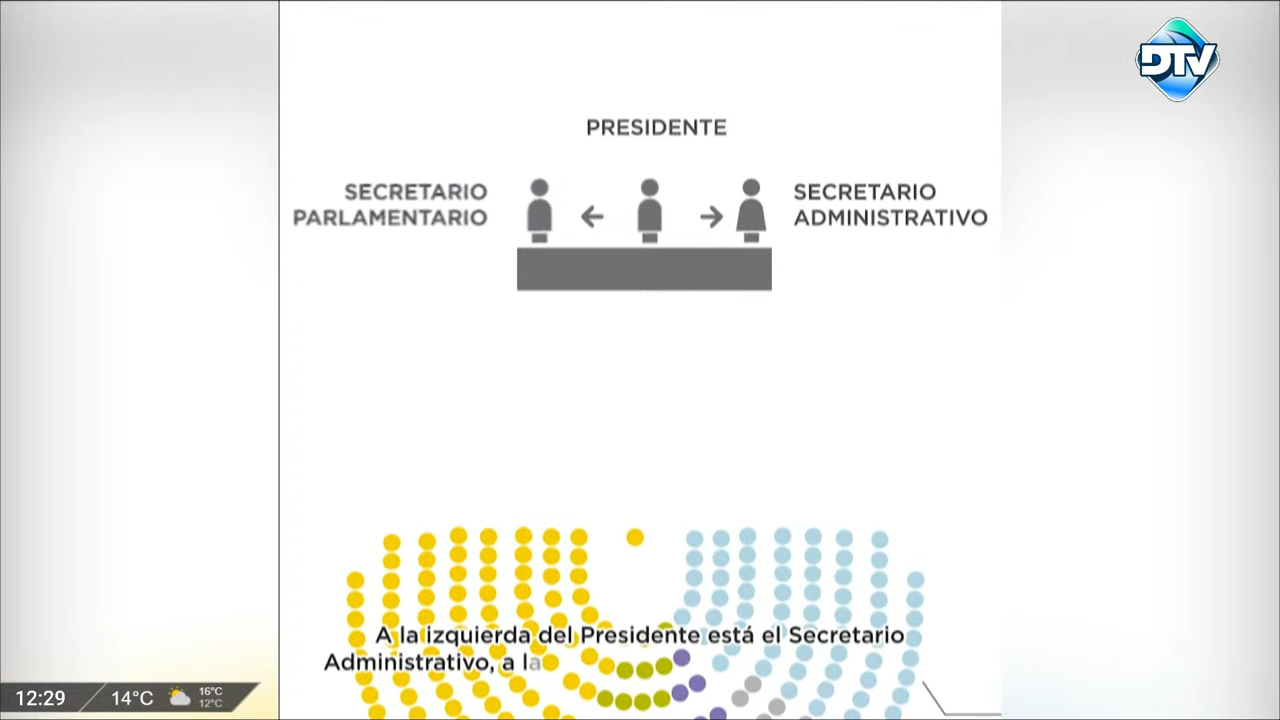 DTV
PRESIDENTE
SECRETARIO
PARLAMENTARIO
SECRETARIO
ADMINISTRATIVO
A la izquierda del Presidente está el Secretario
Administrativo, a la
12:29
14°C
16°C
12°C